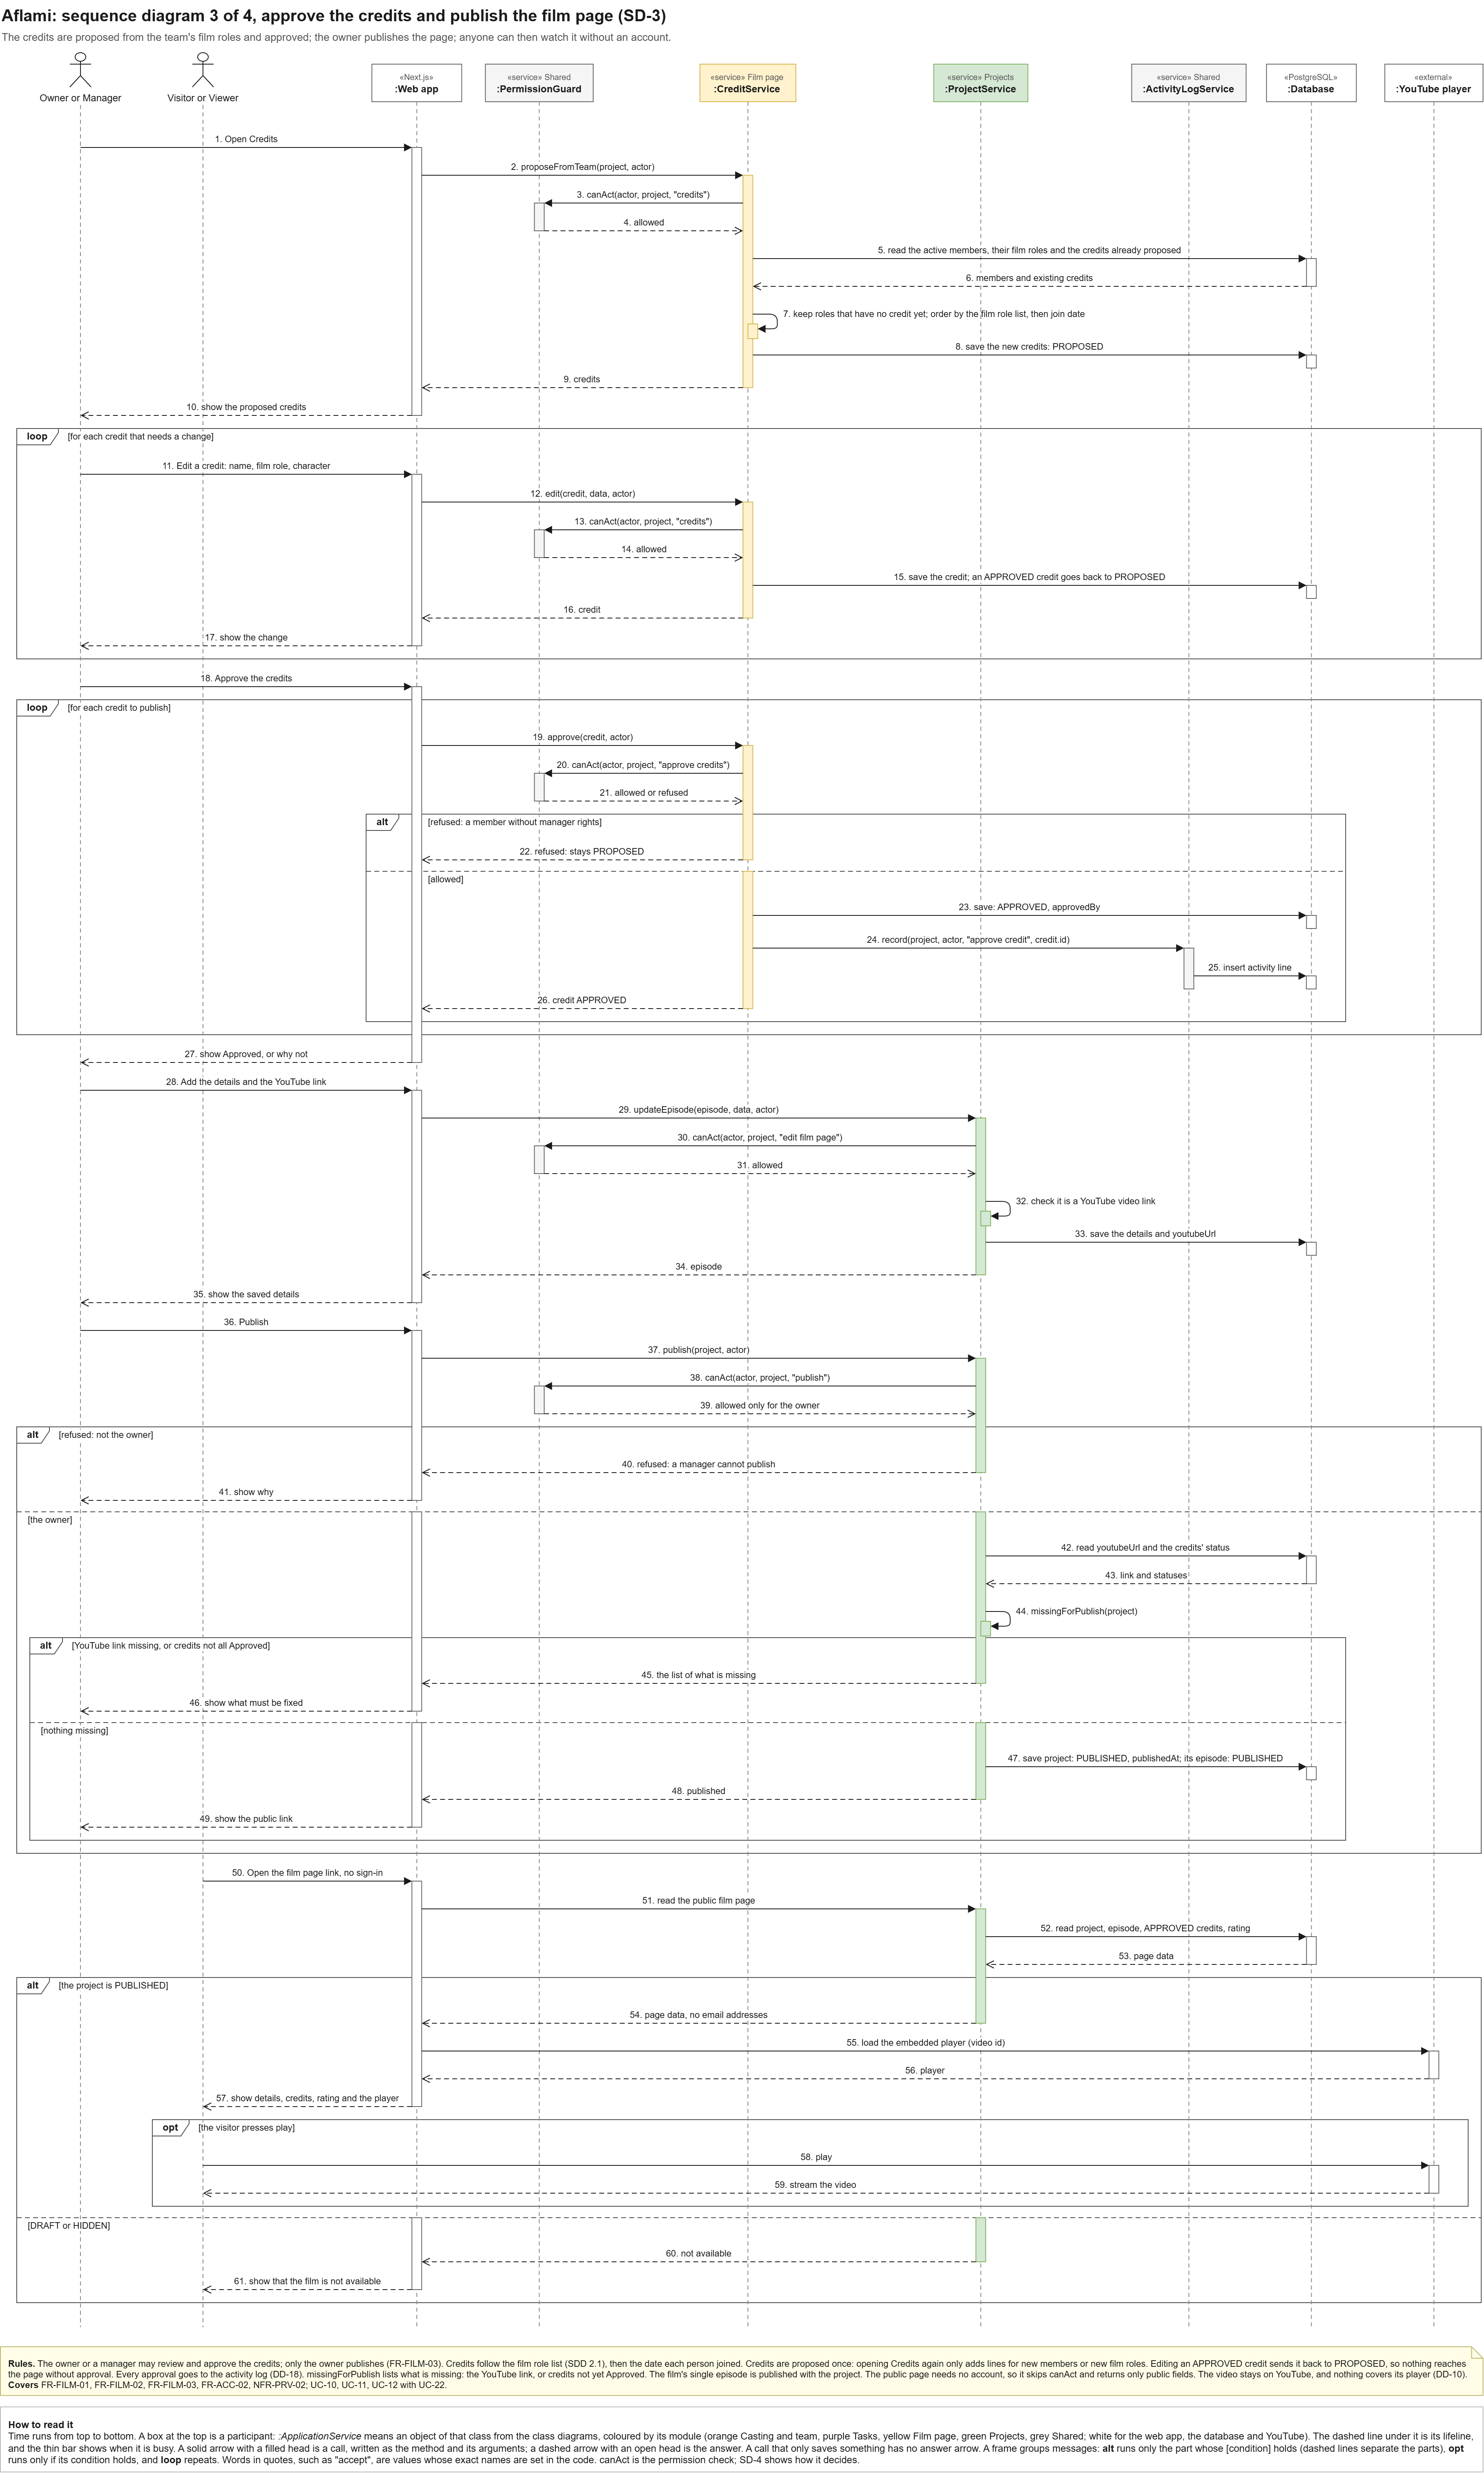 Aflami: sequence diagram 3 of 4, approve the credits and publish the film page (SD-3)
The credits are proposed from the team's film roles and approved; the owner publishes the page; anyone can then watch it without an account.
Owner or Manager
Visitor or Viewer
«Next.js»
:Web app
«service» Shared
:PermissionGuard
«service» Film page
:CreditService
«service» Projects
:ProjectService
«service» Shared
:ActivityLogService
«PostgreSQL»
:Database
«external»
:YouTube player
1. Open Credits
2. proposeFromTeam(project, actor)
3. canAct(actor, project, "credits")
4. allowed
5. read the active members, their film roles and the credits already proposed
6. members and existing credits
7. keep roles that have no credit yet; order by the film role list, then join date
8. save the new credits: PROPOSED
9. credits
10. show the proposed credits
loop
[for each credit that needs a change]
11. Edit a credit: name, film role, character
12. edit(credit, data, actor)
13. canAct(actor, project, "credits")
14. allowed
15. save the credit; an APPROVED credit goes back to PROPOSED
16. credit
17. show the change
18. Approve the credits
loop
[for each credit to publish]
19. approve(credit, actor)
20. canAct(actor, project, "approve credits")
21. allowed or refused
alt
[refused: a member without manager rights]
22. refused: stays PROPOSED
[allowed]
23. save: APPROVED, approvedBy
24. record(project, actor, "approve credit", credit.id)
25. insert activity line
26. credit APPROVED
27. show Approved, or why not
28. Add the details and the YouTube link
29. updateEpisode(episode, data, actor)
30. canAct(actor, project, "edit film page")
31. allowed
32. check it is a YouTube video link
33. save the details and youtubeUrl
34. episode
35. show the saved details
36. Publish
37. publish(project, actor)
38. canAct(actor, project, "publish")
39. allowed only for the owner
alt
[refused: not the owner]
40. refused: a manager cannot publish
41. show why
[the owner]
42. read youtubeUrl and the credits' status
43. link and statuses
44. missingForPublish(project)
alt
[YouTube link missing, or credits not all Approved]
45. the list of what is missing
46. show what must be fixed
[nothing missing]
47. save project: PUBLISHED, publishedAt; its episode: PUBLISHED
48. published
49. show the public link
50. Open the film page link, no sign-in
51. read the public film page
52. read project, episode, APPROVED credits, rating
53. page data
alt
[the project is PUBLISHED]
54. page data, no email addresses
55. load the embedded player (video id)
56. player
57. show details, credits, rating and the player
opt
[the visitor presses play]
58. play
59. stream the video
[DRAFT or HIDDEN]
60. not available
61. show that the film is not available
Rules. The owner or a manager may review and approve the credits; only the owner publishes (FR-FILM-03). Credits follow the film role list (SDD 2.1), then the date each person joined. Credits are proposed once: opening Credits again only adds lines for new members or new film roles. Editing an APPROVED credit sends it back to PROPOSED, so nothing reaches
the page without approval. Every approval goes to the activity log (DD-18). missingForPublish lists what is missing: the YouTube link, or credits not yet Approved. The film's single episode is published with the project. The public page needs no account, so it skips canAct and returns only public fields. The video stays on YouTube, and nothing covers its player (DD-10).
Covers FR-FILM-01, FR-FILM-02, FR-FILM-03, FR-ACC-02, NFR-PRV-02; UC-10, UC-11, UC-12 with UC-22.
How to read it
Time runs from top to bottom. A box at the top is a participant: :ApplicationService means an object of that class from the class diagrams, coloured by its module (orange Casting and team, purple Tasks, yellow Film page, green Projects, grey Shared; white for the web app, the database and YouTube). The dashed line under it is its lifeline,
and the thin bar shows when it is busy. A solid arrow with a filled head is a call, written as the method and its arguments; a dashed arrow with an open head is the answer. A call that only saves something has no answer arrow. A frame groups messages: alt runs only the part whose [condition] holds (dashed lines separate the parts), opt
runs only if its condition holds, and loop repeats. Words in quotes, such as "accept", are values whose exact names are set in the code. canAct is the permission check; SD-4 shows how it decides.